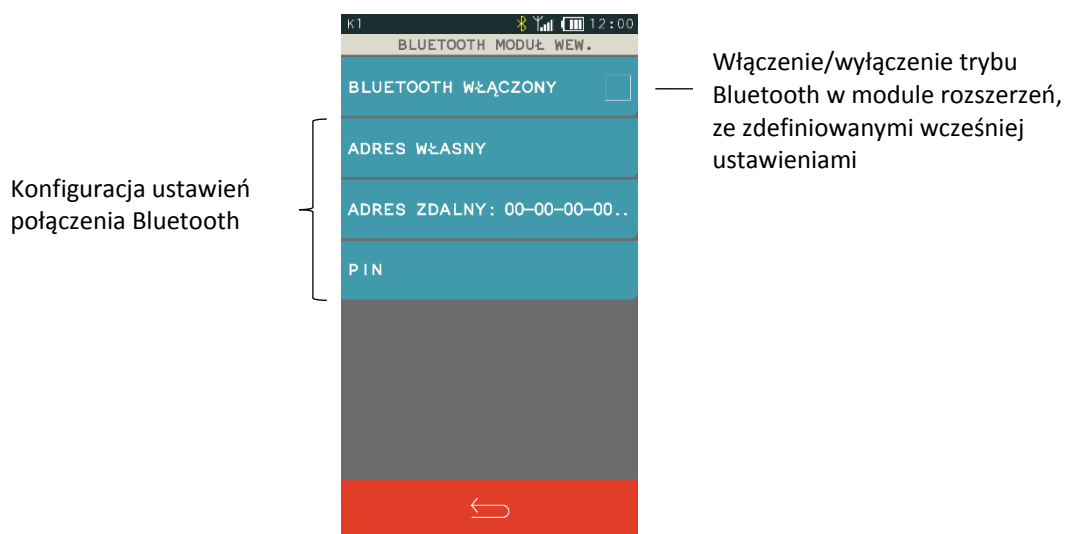 K1 12:00
BLUETOOTH MODUŁ WEW.
BLUETOOTH WŁĄCZONY
ADRES WŁASNY
ADRES ZDALNY: 00-00-00-00..
PIN
Konfiguracja ustawień
połączenia Bluetooth
Włączenie/wyłączenie trybu
Bluetooth w module rozszerzeń,
ze zdefiniowanymi wcześniej
ustawieniami